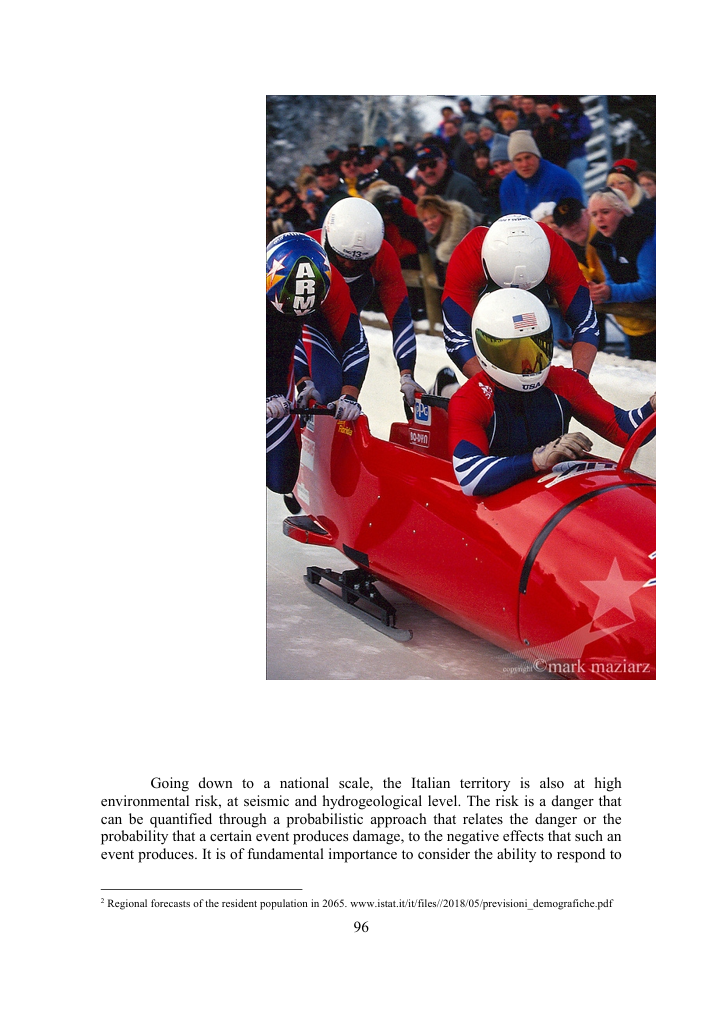 ARMY
13
USA
PPG
BO-DYN
copyright©mark maziarz
Going down to a national scale, the Italian territory is also at high
environmental risk, at seismic and hydrogeological level. The risk is a danger that
can be quantified through a probabilistic approach that relates the danger or the
probability that a certain event produces damage, to the negative effects that such an
event produces. It is of fundamental importance to consider the ability to respond to
2 Regional forecasts of the resident population in 2065. www.istat.it/it/files//2018/05/previsioni_demografiche.pdf
96